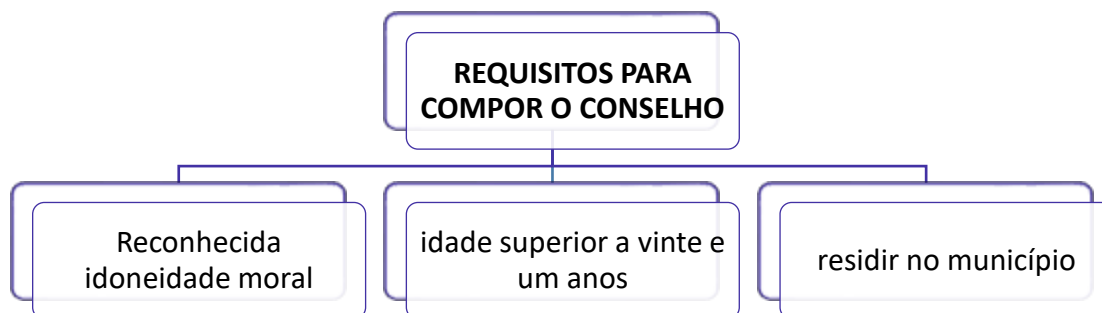 REQUISITOS PARA
COMPOR O CONSELHO
Reconhecida
idoneidade moral
idade superior a vinte e
um anos
residir no município